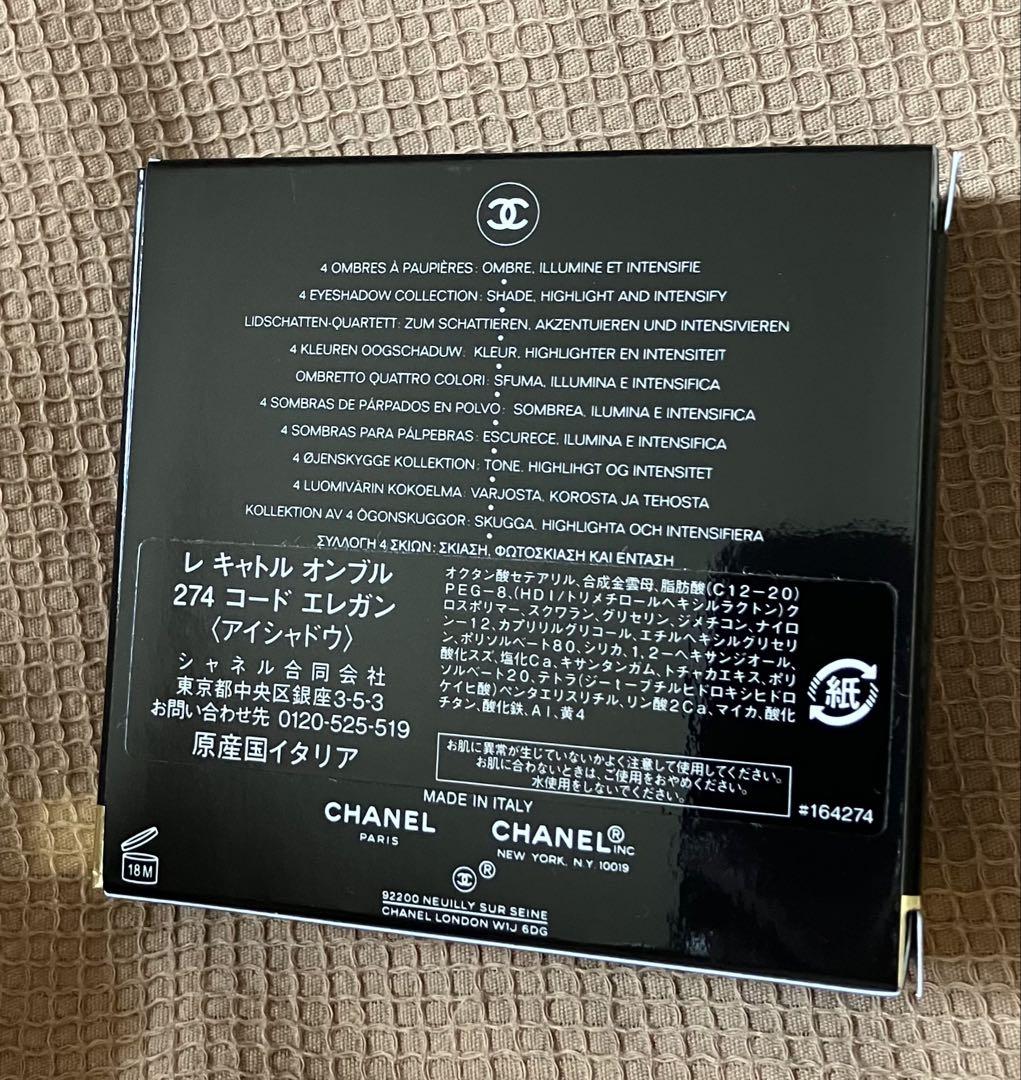 4 OMBRES À PAUPIÈRES: OMBRE, ILLUMINE ET INTENSIFIE
4 EYESHADOW COLLECTION: SHADE, HIGHLIGHT AND INTENSIFY
LIDSCHATTEN-QUARTETT: ZUM SCHATTIEREN, AKZENTUIEREN UND INTENSIVIEREN
4 KLEUREN OOGSCHADUW: KLEUR, HIGHLIGHTER EN INTENSITEIT
OMBRETTO QUATTRO COLORI: SFUMA, ILLUMINA E INTENSIFICA
4 SOMBRAS DE PÁRPADOS EN POLVO: SOMBREA, ILUMINA E INTENSIFICA
4 SOMBRAS PARA PÁLPEBRAS: ESCURECE, ILUMINA E INTENSIFICA
4 ØJENSKYGGE KOLLEKTION: TONE, HIGHLIHGT OG INTENSITET
4 LUOMIVÄRIN KOKOELMA: VARJOSTA, KOROSTA JA TEHOSTA
KOLLEKTION AV 4 ÖGONSKUGGOR: SKUGGA, HIGHLIGHTA OCH INTENSIFIERA
ΣΥΛΛΟΓΗ 4 ΣΚΙΩΝ: ΣΚΙΑΣΗ, ΦΩΤΟΣΚΙΑΣΗ ΚΑΙ ΕΝΤΑΣΗ
レ キャトル オンブル
274 コード エレガン
〈アイシャドウ〉
シャネル合同会社
東京都中央区銀座3-5-3
お問い合わせ先 0120-525-519
原産国イタリア
オクタン酸セテアリル、合成金雲母、脂肪酸(C12-20)
PEG-8、(HDI/トリメチロールヘキシルラクトン)ク
ロスポリマー、スクワラン、グリセリン、ジメチコン、ナイロ
ン-12、カプリリルグリコール、エチルヘキシルグリセリ
ン、ポリソルベート80、シリカ、1,2-ヘキサンジオール、
酸化スズ、塩化Ca、キサンタンガム、トチャカエキス、ポリ
ソルベート20、テトラ(ジ-t-ブチルヒドロキシヒドロ
ケイヒ酸)ペンタエリスリチル、リン酸2Ca、マイカ、酸化
チタン、酸化鉄、Al、黄4
紙
お肌に異常が生じていないかよく注意して使用してください。
お肌に合わないときは、ご使用をおやめください。
水使用をしないでください。
#164274
MADE IN ITALY
CHANEL
PARIS
CHANEL® INC
NEW YORK, N.Y. 10019
18M
®
92200 NEUILLY SUR SEINE
CHANEL LONDON W1J 6DG